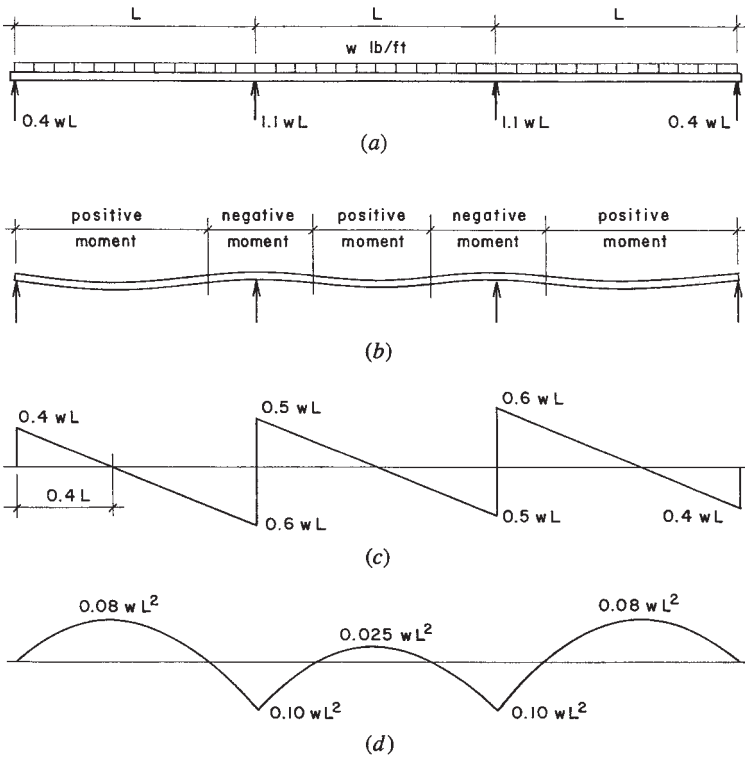 L L L
w lb/ft
0.4 wL 1.1 wL 1.1 wL 0.4 wL
(a)
positive negative positive negative positive
moment moment moment moment moment
(b)
0.4 wL 0.5 wL 0.6 wL
0.4 L
0.6 wL 0.5 wL 0.4 wL
(c)
0.08 wL² 0.025 wL² 0.08 wL²
0.10 wL² 0.10 wL²
(d)